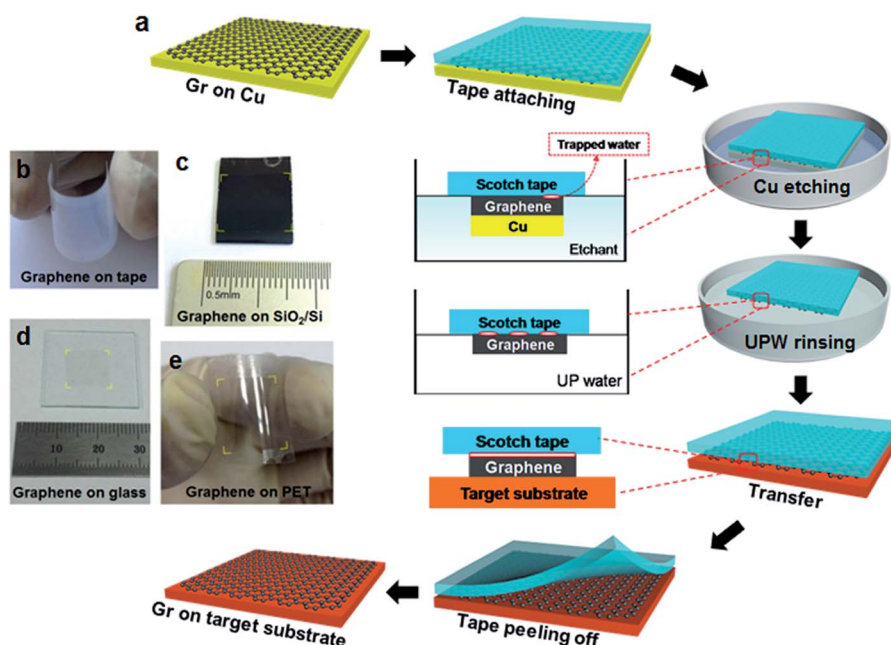 a
Gr on Cu
Tape attaching
Cu etching
Trapped water
Scotch tape
Graphene
Cu
Etchant
UPW rinsing
Scotch tape
Graphene
UP water
Transfer
Scotch tape
Graphene
Target substrate
Tape peeling off
Gr on target substrate
b
Graphene on tape
c
0.5mm
Graphene on SiO2/Si
d
10 20 30
Graphene on glass
e
Graphene on PET